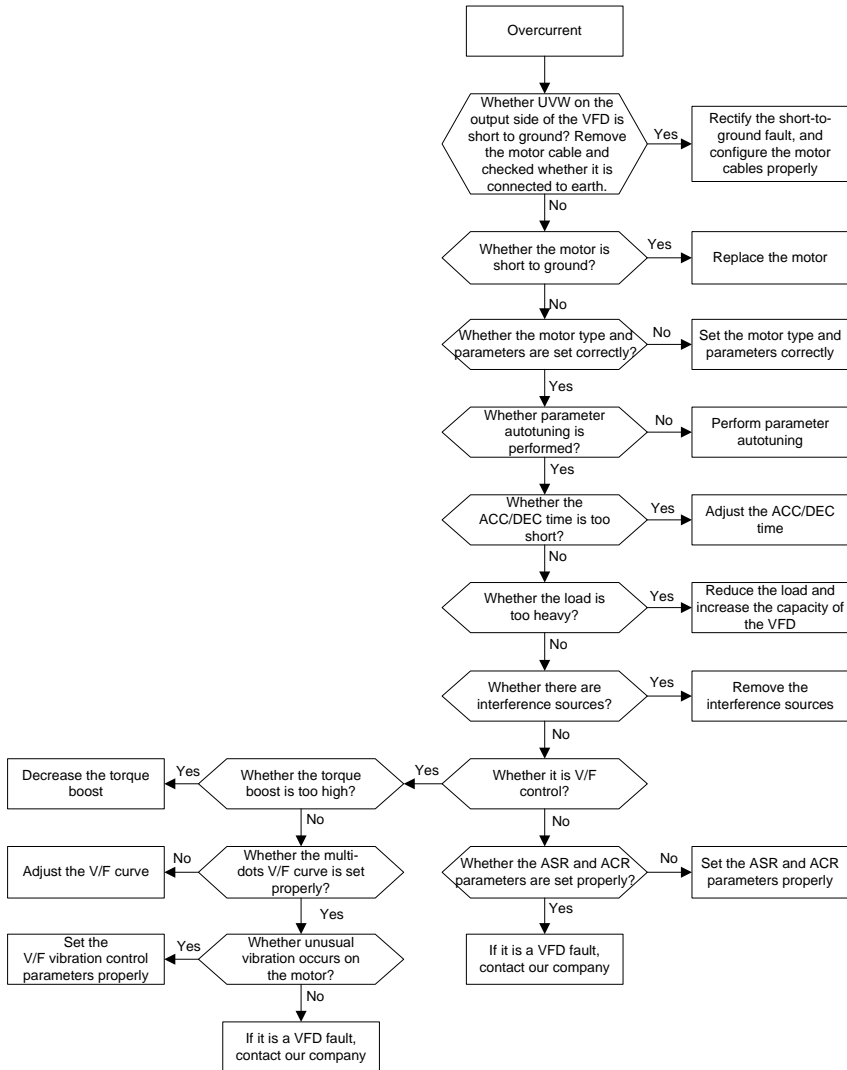 Overcurrent
Whether UVW on the
output side of the VFD is
short to ground? Remove
the motor cable and
checked whether it is
connected to earth.
Yes
Rectify the short-to-
ground fault, and
configure the motor
cables properly
No
Whether the motor is
short to ground?
Yes
Replace the motor
No
Whether the motor type and
parameters are set correctly?
No
Set the motor type and
parameters correctly
Yes
Whether parameter
autotuning is
performed?
No
Perform parameter
autotuning
Yes
Whether the
ACC/DEC time is too
short?
Yes
Adjust the ACC/DEC
time
No
Whether the load is
too heavy?
Yes
Reduce the load and
increase the capacity of
the VFD
No
Whether there are
interference sources?
Yes
Remove the
interference sources
No
Whether it is V/F
control?
Yes
Whether the torque
boost is too high?
Yes
Decrease the torque
boost
No
Whether the multi-
dots V/F curve is set
properly?
No
Adjust the V/F curve
Yes
Whether unusual
vibration occurs on
the motor?
Yes
Set the
V/F vibration control
parameters properly
No
If it is a VFD fault,
contact our company
No
Whether the ASR and ACR
parameters are set properly?
No
Set the ASR and ACR
parameters properly
Yes
If it is a VFD fault,
contact our company